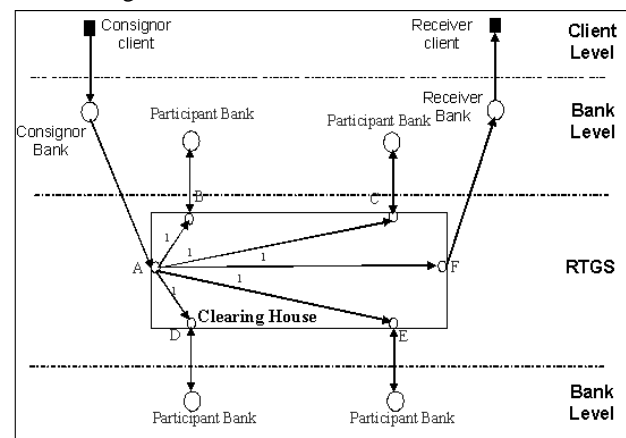 Consignor
client
Receiver
client
Client
Level
Participant Bank
Receiver
Bank
Bank
Level
Consignor
Bank
Participant Bank
B
C
1
1
1
A
F
RTGS
1
1
Clearing House
D
E
Participant Bank
Participant Bank
Bank
Level